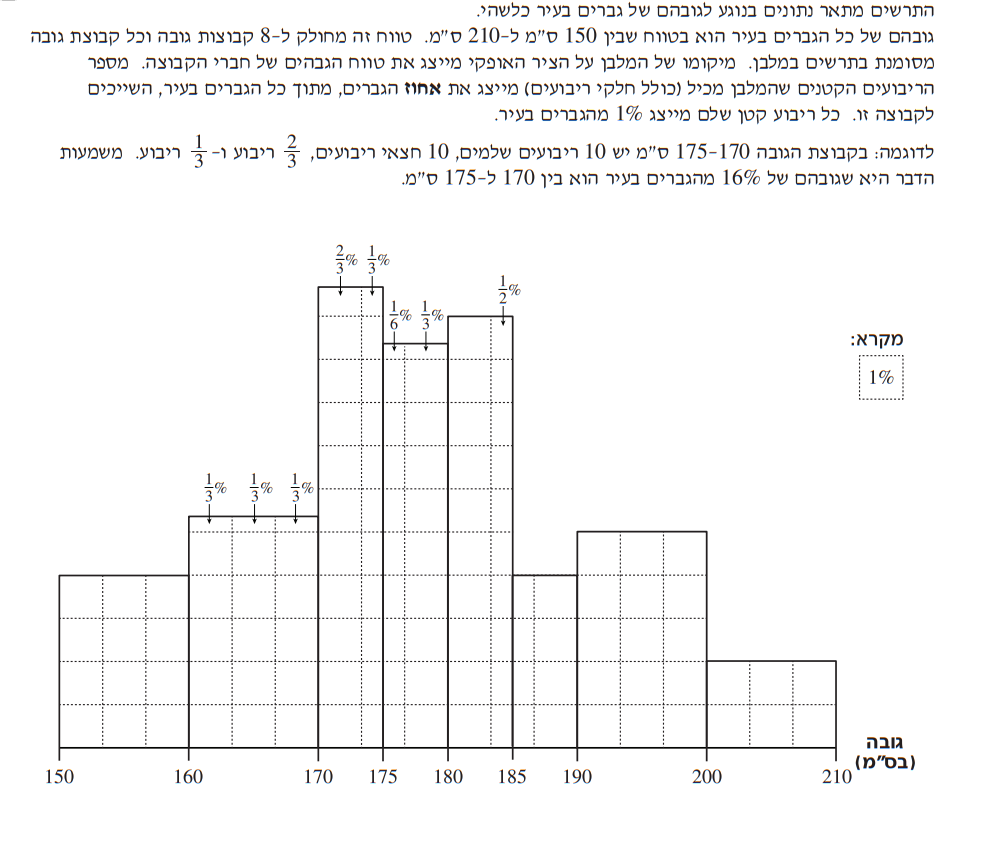 התרשים מתאר נתונים בנוגע לגובהם של גברים בעיר כלשהי.
גובהם של כל הגברים בעיר הוא בטווח שבין 150 ס״מ ל-210 ס״מ. טווח זה מחולק ל-8 קבוצות גובה וכל קבוצת גובה
מסומנת בתרשים במלבן. מיקומו של המלבן על הציר האופקי מייצג את טווח הגבהים של חברי הקבוצה. מספר
הריבועים הקטנים שהמלבן מכיל (כולל חלקי ריבועים) מייצג את אחוז הגברים, מתוך כל הגברים בעיר, השייכים
לקבוצה זו. כל ריבוע קטן שלם מייצג 1% מהגברים בעיר.
לדוגמה: בקבוצת הגובה 175-170 ס״מ יש 10 ריבועים שלמים, 10 חצאי ריבועים, 2/3 ריבוע ו- 1/3 ריבוע. משמעות
הדבר היא שגובהם של 16% מהגברים בעיר הוא בין 170 ל-175 ס״מ.
2/3% 1/3%
1/2%
1/6% 1/3%
מקרא:
1%
1/3% 1/3% 1/3%
גובה
(בס״מ)
150 160 170 175 180 185 190 200 210